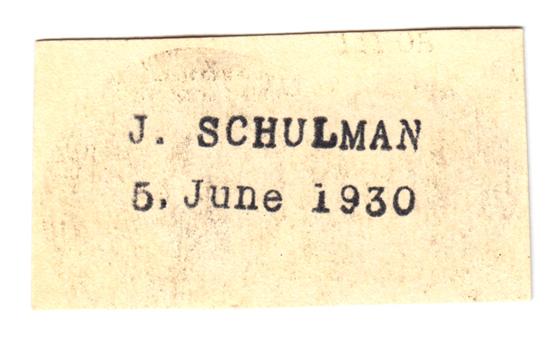 J. SCHULMAN
5, June 1930